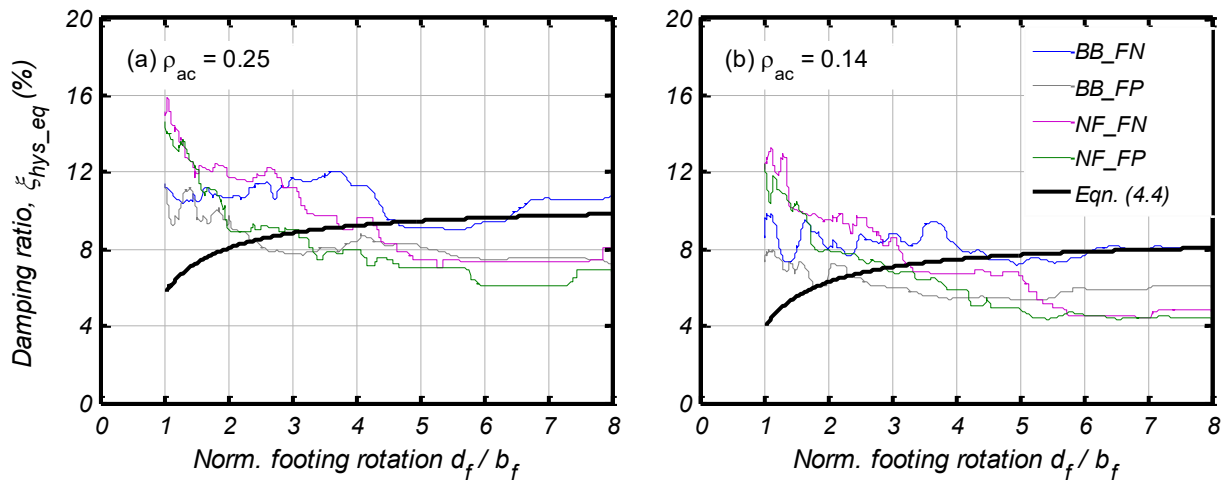 20
16
12
8
4
0
Damping ratio, ξhys_eq (%)
(a) ρac = 0.25
1 2 3 4 5 6 7 8
Norm. footing rotation df / bf
20
16
12
8
4
0
(b) ρac = 0.14
BB_FN
BB_FP
NF_FN
NF_FP
Eqn. (4.4)
1 2 3 4 5 6 7 8
Norm. footing rotation df / bf